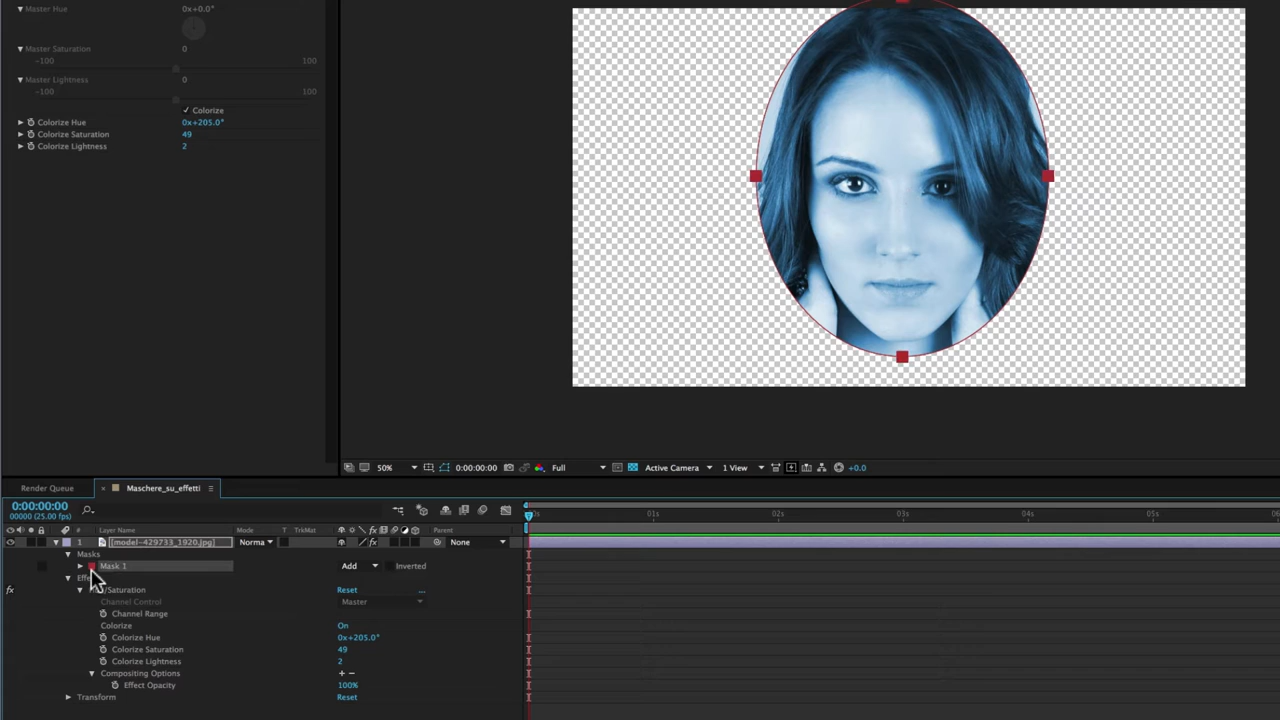 Master Hue 0x+0.0°
Master Saturation 0
-100 100
Master Lightness 0
-100 100
Colorize
Colorize Hue 0x+205.0°
Colorize Saturation 49
Colorize Lightness 2
50% 0:00:00:00 Full Active Camera 1 View +0.0
Render Queue × Maschere_su_effetti
0:00:00:00
00000 (25.00 fps)
# Layer Name Mode T TrkMat fx Parent
1 [model-429733_1920.jpg] Norma fx None
Masks
Mask 1 Add Inverted
fx /Saturation Reset ...
Channel Control Master
Channel Range
Colorize On
Colorize Hue 0x+205.0°
Colorize Saturation 49
Colorize Lightness 2
Compositing Options + −
Effect Opacity 100%
Transform Reset
0s 01s 02s 03s 04s 05s